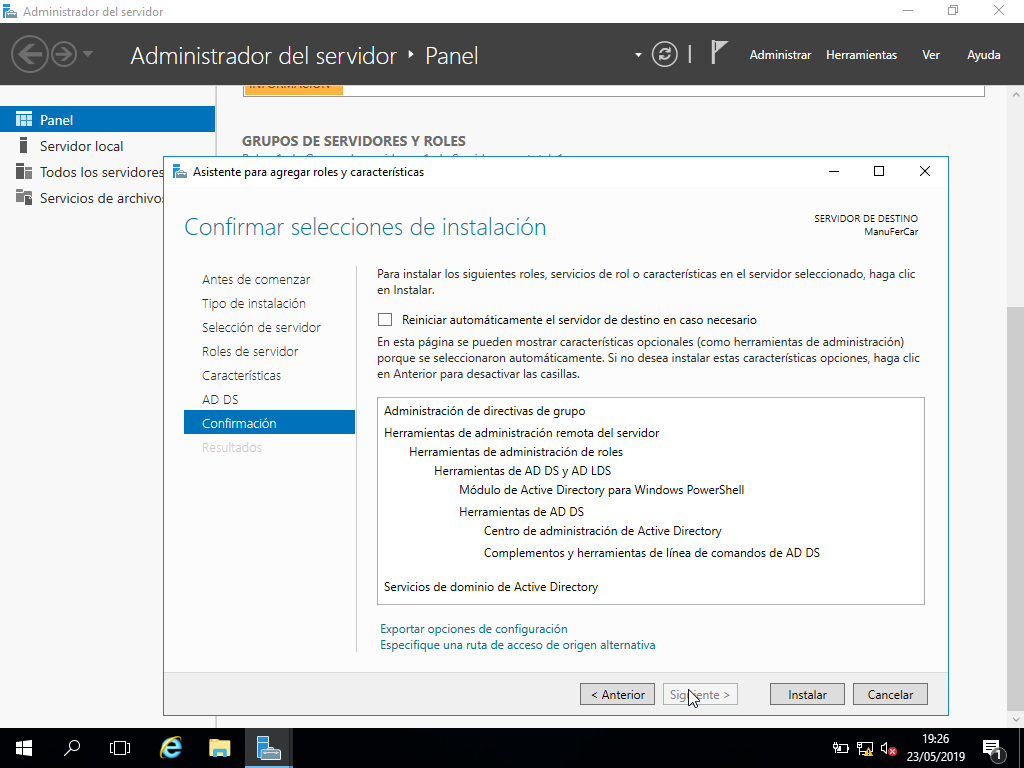 Administrador del servidor
Administrador del servidor ‣ Panel
Administrar Herramientas Ver Ayuda
Panel
Servidor local
Todos los servidores
Servicios de archivos
GRUPOS DE SERVIDORES Y ROLES
Asistente para agregar roles y características
Confirmar selecciones de instalación
SERVIDOR DE DESTINO
ManuFerCar
Antes de comenzar
Tipo de instalación
Selección de servidor
Roles de servidor
Características
AD DS
Confirmación
Resultados
Para instalar los siguientes roles, servicios de rol o características en el servidor seleccionado, haga clic
en Instalar.
Reiniciar automáticamente el servidor de destino en caso necesario
En esta página se pueden mostrar características opcionales (como herramientas de administración)
porque se seleccionaron automáticamente. Si no desea instalar estas características opciones, haga clic
en Anterior para desactivar las casillas.
Administración de directivas de grupo
Herramientas de administración remota del servidor
Herramientas de administración de roles
Herramientas de AD DS y AD LDS
Módulo de Active Directory para Windows PowerShell
Herramientas de AD DS
Centro de administración de Active Directory
Complementos y herramientas de línea de comandos de AD DS
Servicios de dominio de Active Directory
Exportar opciones de configuración
Especifique una ruta de acceso de origen alternativa
< Anterior
Siguiente >
Instalar
Cancelar
19:26
23/05/2019
1